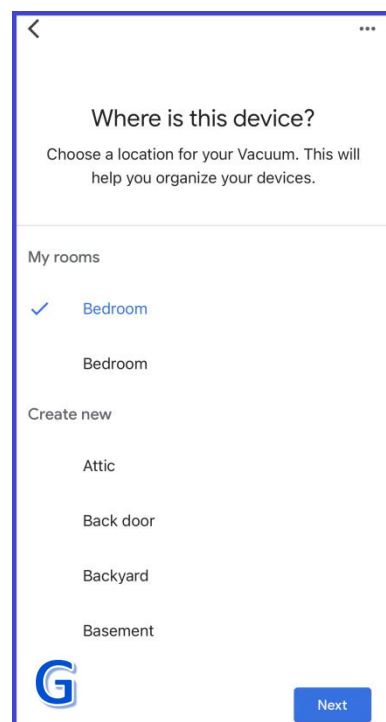 Where is this device?
Choose a location for your Vacuum. This will
help you organize your devices.
My rooms
Bedroom
Bedroom
Create new
Attic
Back door
Backyard
Basement
G
Next